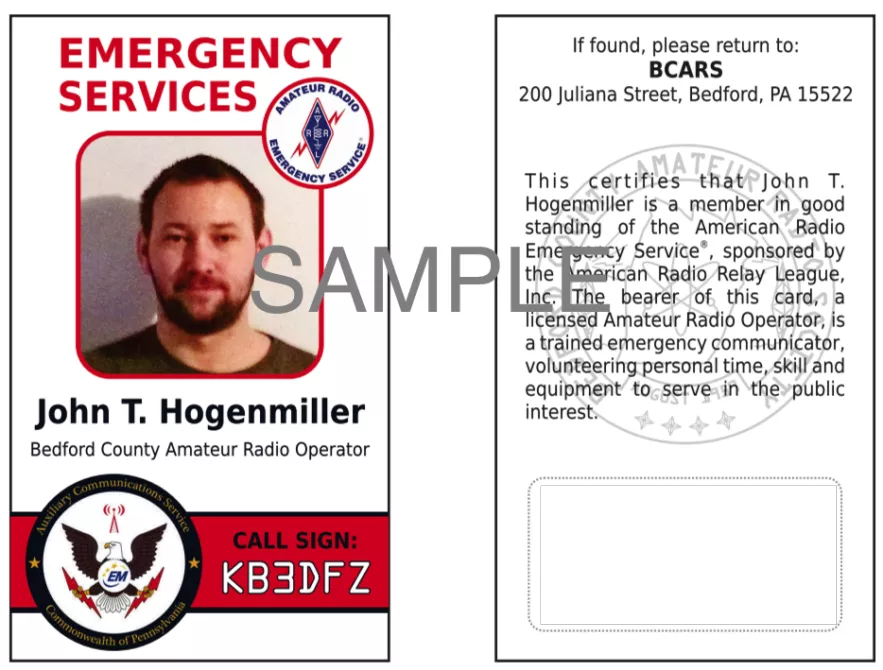 EMERGENCY
SERVICES
AMATEUR RADIO
EMERGENCY SERVICE®
A
R R
L
John T. Hogenmiller
Bedford County Amateur Radio Operator
Auxiliary Communications Service
EM
Commonwealth of Pennsylvania
CALL SIGN:
KB3DFZ
SAMPLE
If found, please return to:
BCARS
200 Juliana Street, Bedford, PA 15522
This certifies that John T.
Hogenmiller is a member in good
standing of the American Radio
Emergency Service®, sponsored by
the American Radio Relay League,
Inc. The bearer of this card, a
licensed Amateur Radio Operator, is
a trained emergency communicator,
volunteering personal time, skill and
equipment to serve in the public
interest.
COUNTY AMATEUR RADIO SOCIETY